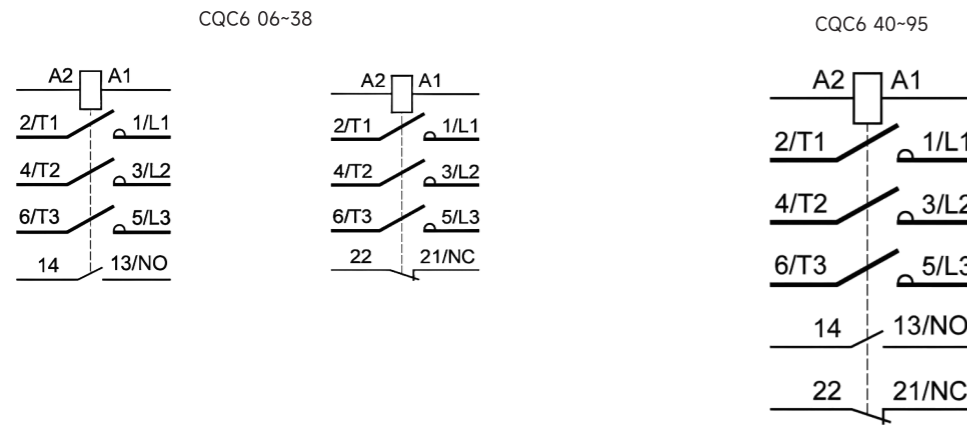 CQC6 06~38
A2 A1
2/T1 1/L1
4/T2 3/L2
6/T3 5/L3
14 13/NO
A2 A1
2/T1 1/L1
4/T2 3/L2
6/T3 5/L3
22 21/NC
CQC6 40~95
A2 A1
2/T1 1/L1
4/T2 3/L2
6/T3 5/L3
14 13/NO
22 21/NC